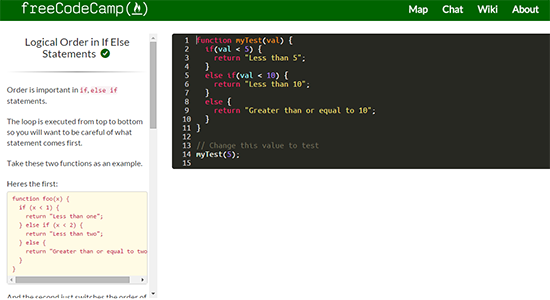 freeCodeCamp(🔥)
Map Chat Wiki About
Logical Order in If Else
Statements
Order is important in if, else if
statements.
The loop is executed from top to bottom
so you will want to be careful of what
statement comes first.
Take these two functions as an example.
Heres the first:
function foo(x) {
if (x < 1) {
return "Less than one";
} else if (x < 2) {
return "Less than two";
} else {
return "Greater than or equal to two
}
}
And the second just switches the order of
1 function myTest(val) {
2 if(val < 5) {
3 return "Less than 5";
4 }
5 else if(val < 10) {
6 return "Less than 10";
7 }
8 else {
9 return "Greater than or equal to 10";
10 }
11 }
12
13 // Change this value to test
14 myTest(5);
15